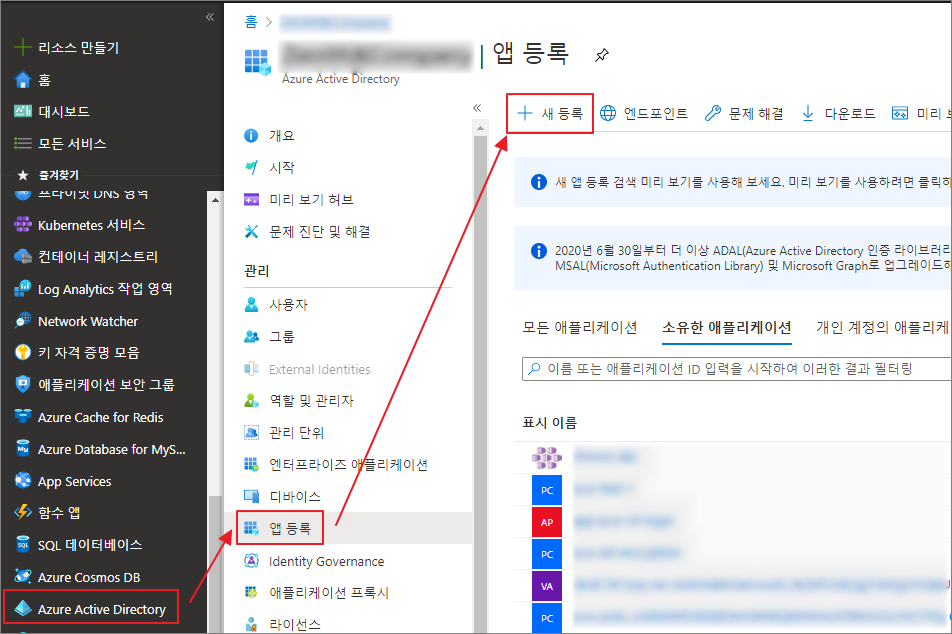 «
리소스 만들기
홈
대시보드
모든 서비스
★ 즐겨찾기
프라이빗 DNS 영역
Kubernetes 서비스
컨테이너 레지스트리
Log Analytics 작업 영역
Network Watcher
키 자격 증명 모음
애플리케이션 보안 그룹
Azure Cache for Redis
Azure Database for MyS...
App Services
함수 앱
SQL 데이터베이스
Azure Cosmos DB
Azure Active Directory
홈 >
| 앱 등록
Azure Active Directory
«
개요
시작
미리 보기 허브
문제 진단 및 해결
관리
사용자
그룹
External Identities
역할 및 관리자
관리 단위
엔터프라이즈 애플리케이션
디바이스
앱 등록
Identity Governance
애플리케이션 프록시
라이선스
+ 새 등록 엔드포인트 문제 해결 다운로드 미리 보
새 앱 등록 검색 미리 보기를 사용해 보세요. 미리 보기를 사용하려면 클릭하
2020년 6월 30일부터 더 이상 ADAL(Azure Active Directory 인증 라이브러리
MSAL(Microsoft Authentication Library) 및 Microsoft Graph로 업그레이드하
모든 애플리케이션 소유한 애플리케이션 개인 계정의 애플리케
이름 또는 애플리케이션 ID 입력을 시작하여 이러한 결과 필터링
표시 이름
PC
AP
PC
VA
PC